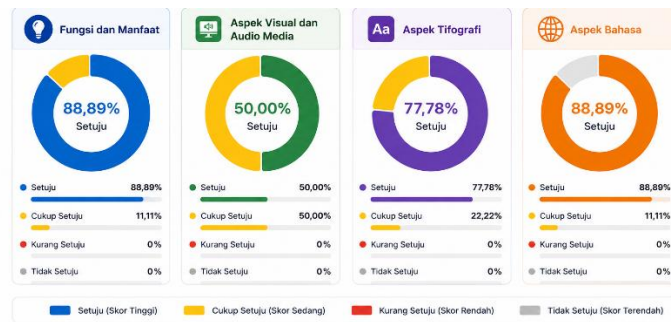 Fungsi dan Manfaat
88,89%
Setuju
Setuju 88,89%
Cukup Setuju 11,11%
Kurang Setuju 0%
Tidak Setuju 0%
Aspek Visual dan
Audio Media
50,00%
Setuju
Setuju 50,00%
Cukup Setuju 50,00%
Kurang Setuju 0%
Tidak Setuju 0%
Aa Aspek Tifografi
77,78%
Setuju
Setuju 77,78%
Cukup Setuju 22,22%
Kurang Setuju 0%
Tidak Setuju 0%
Aspek Bahasa
88,89%
Setuju
Setuju 88,89%
Cukup Setuju 11,11%
Kurang Setuju 0%
Tidak Setuju 0%
Setuju (Skor Tinggi) Cukup Setuju (Skor Sedang) Kurang Setuju (Skor Rendah) Tidak Setuju (Skor Terendah)